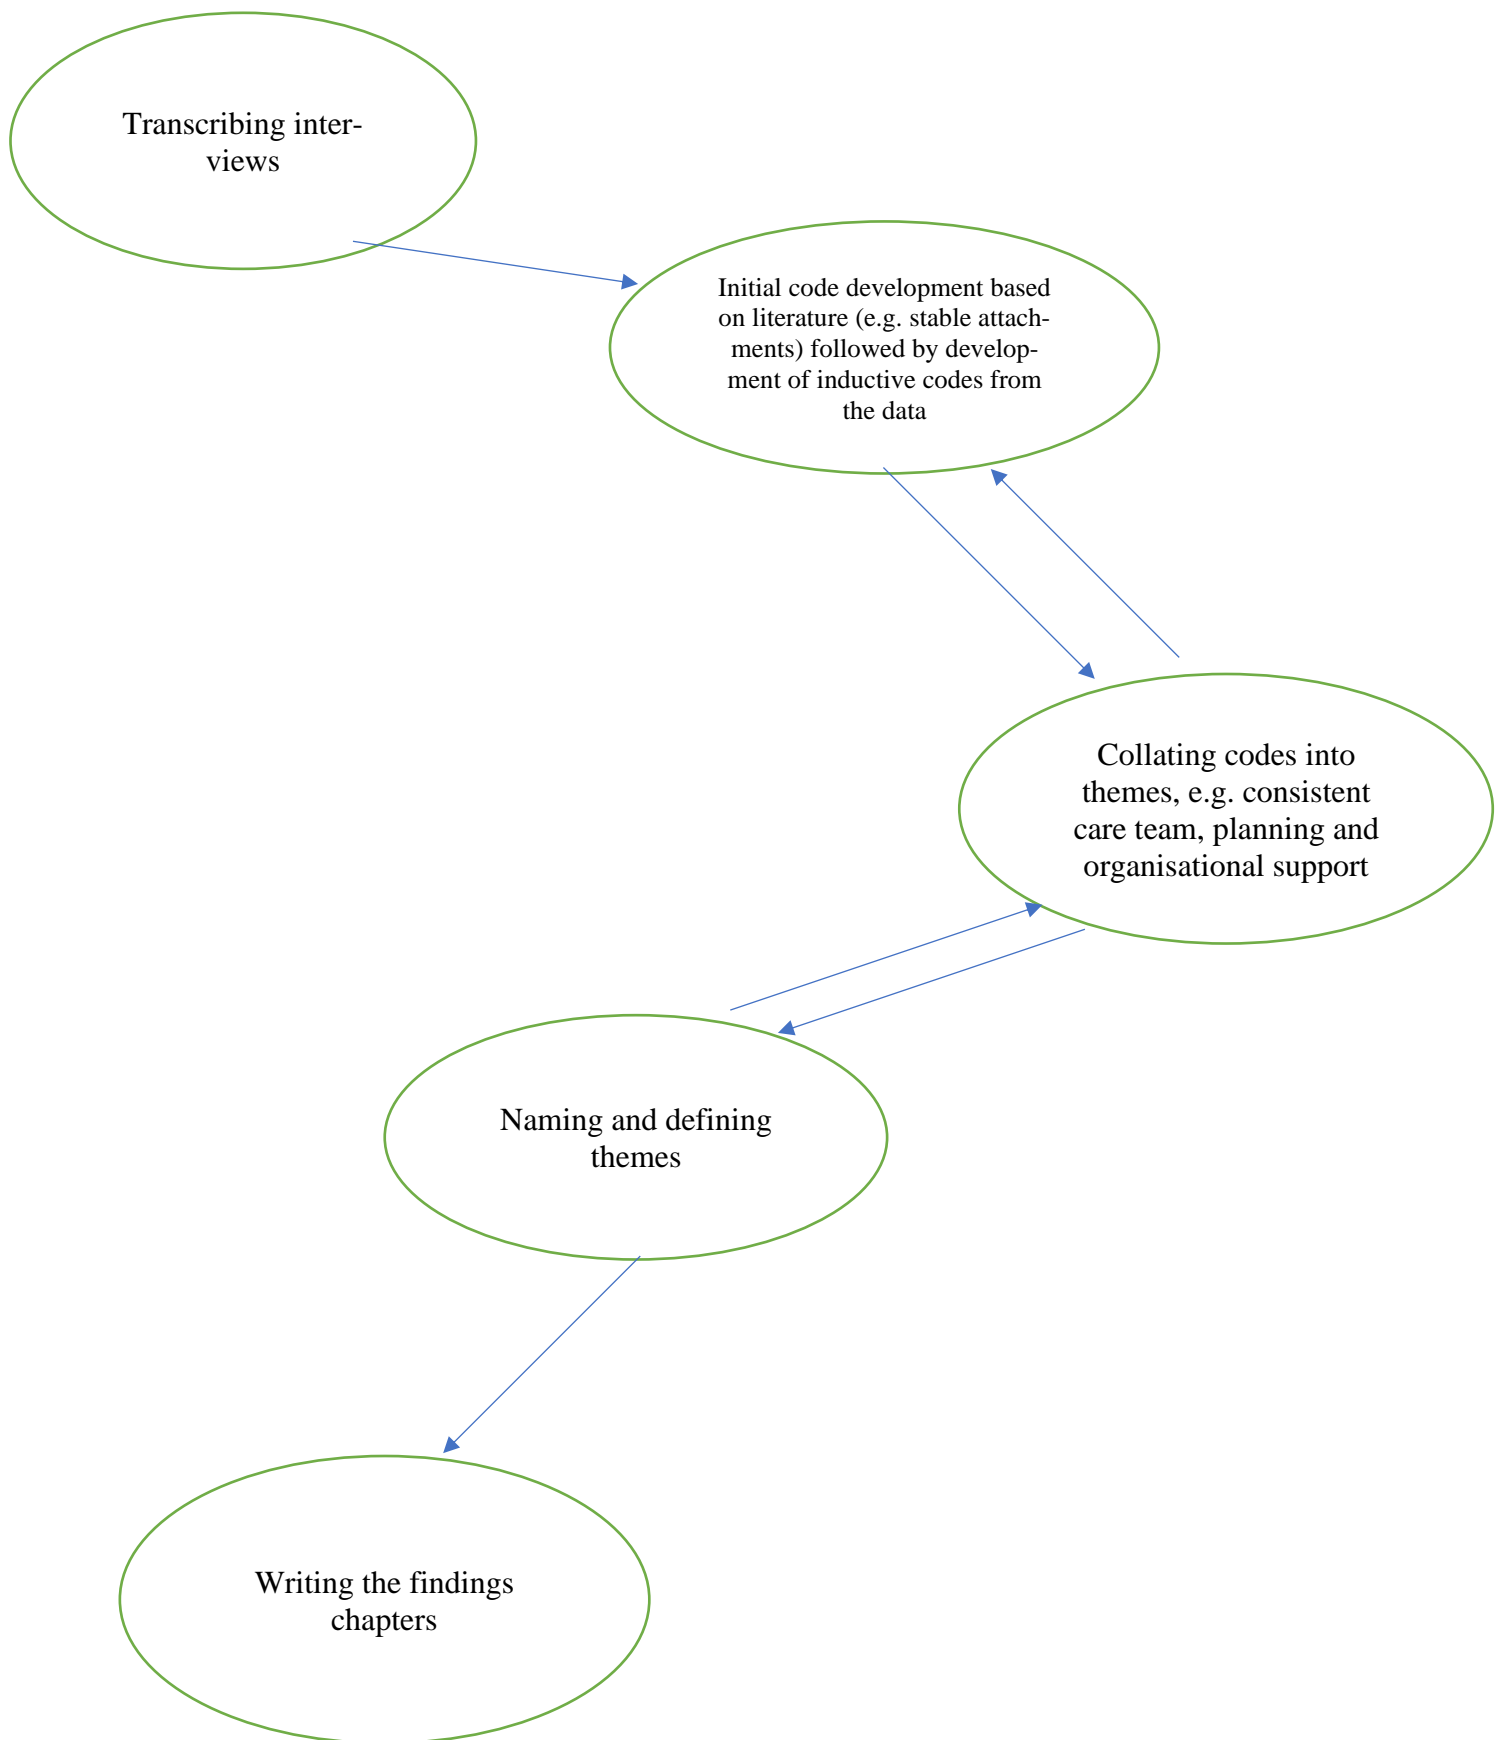 Transcribing inter-
views
Initial code development based
on literature (e.g. stable attach-
ments) followed by develop-
ment of inductive codes from
the data
Collating codes into
themes, e.g. consistent
care team, planning and
organisational support
Naming and defining
themes
Writing the findings
chapters